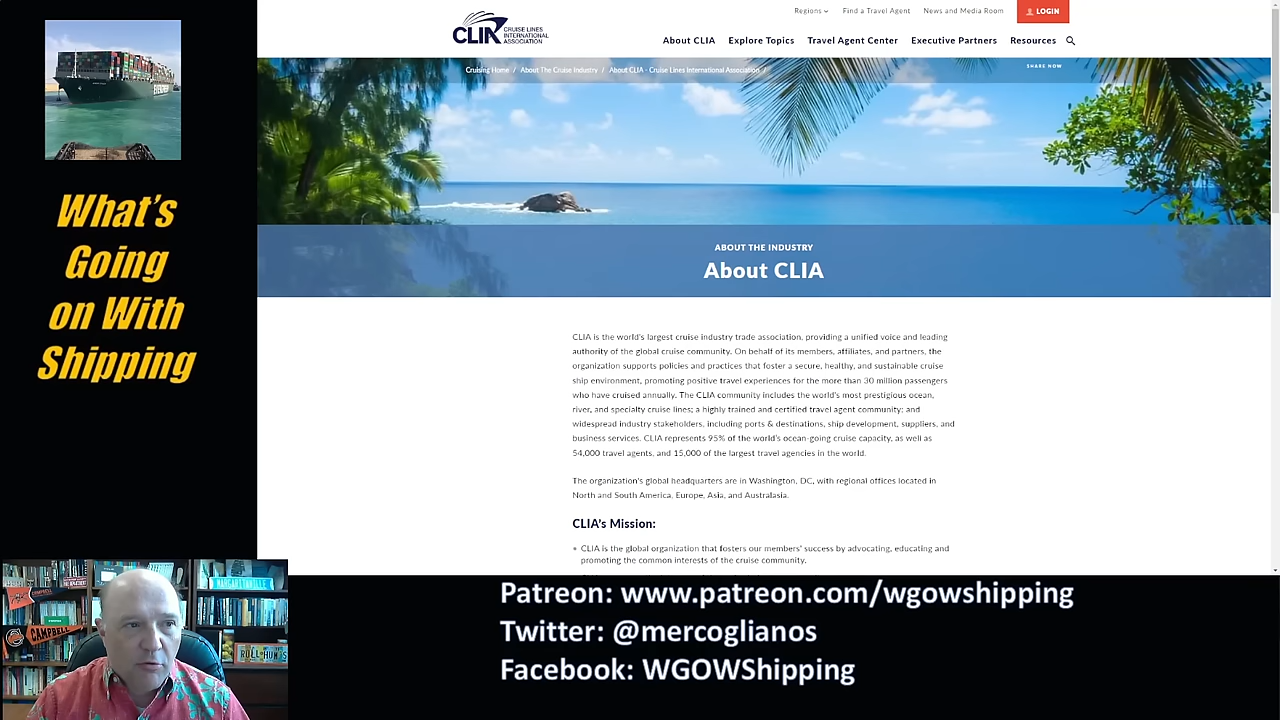 What's
Going
on With
Shipping
CLIA CRUISE LINES
INTERNATIONAL
ASSOCIATION
Regions
Find a Travel Agent
News and Media Room
LOGIN
About CLIA
Explore Topics
Travel Agent Center
Executive Partners
Resources
Cruising Home / About The Cruise Industry / About CLIA - Cruise Lines International Association /
SHARE NOW
ABOUT THE INDUSTRY
About CLIA
CLIA is the world's largest cruise industry trade association, providing a unified voice and leading
authority of the global cruise community. On behalf of its members, affiliates, and partners, the
organization supports policies and practices that foster a secure, healthy, and sustainable cruise
ship environment, promoting positive travel experiences for the more than 30 million passengers
who have cruised annually. The CLIA community includes the world's most prestigious ocean,
river, and specialty cruise lines; a highly trained and certified travel agent community; and
widespread industry stakeholders, including ports & destinations, ship development, suppliers, and
business services. CLIA represents 95% of the world's ocean-going cruise capacity, as well as
54,000 travel agents, and 15,000 of the largest travel agencies in the world.
The organization's global headquarters are in Washington, DC, with regional offices located in
North and South America, Europe, Asia, and Australasia.
CLIA's Mission:
• CLIA is the global organization that fosters our members' success by advocating, educating and
promoting the common interests of the cruise community.
MARGARITAVILLE
CAMPBELL
Patreon: www.patreon.com/wgowshipping
Twitter: @mercoglianos
Facebook: WGOWShipping